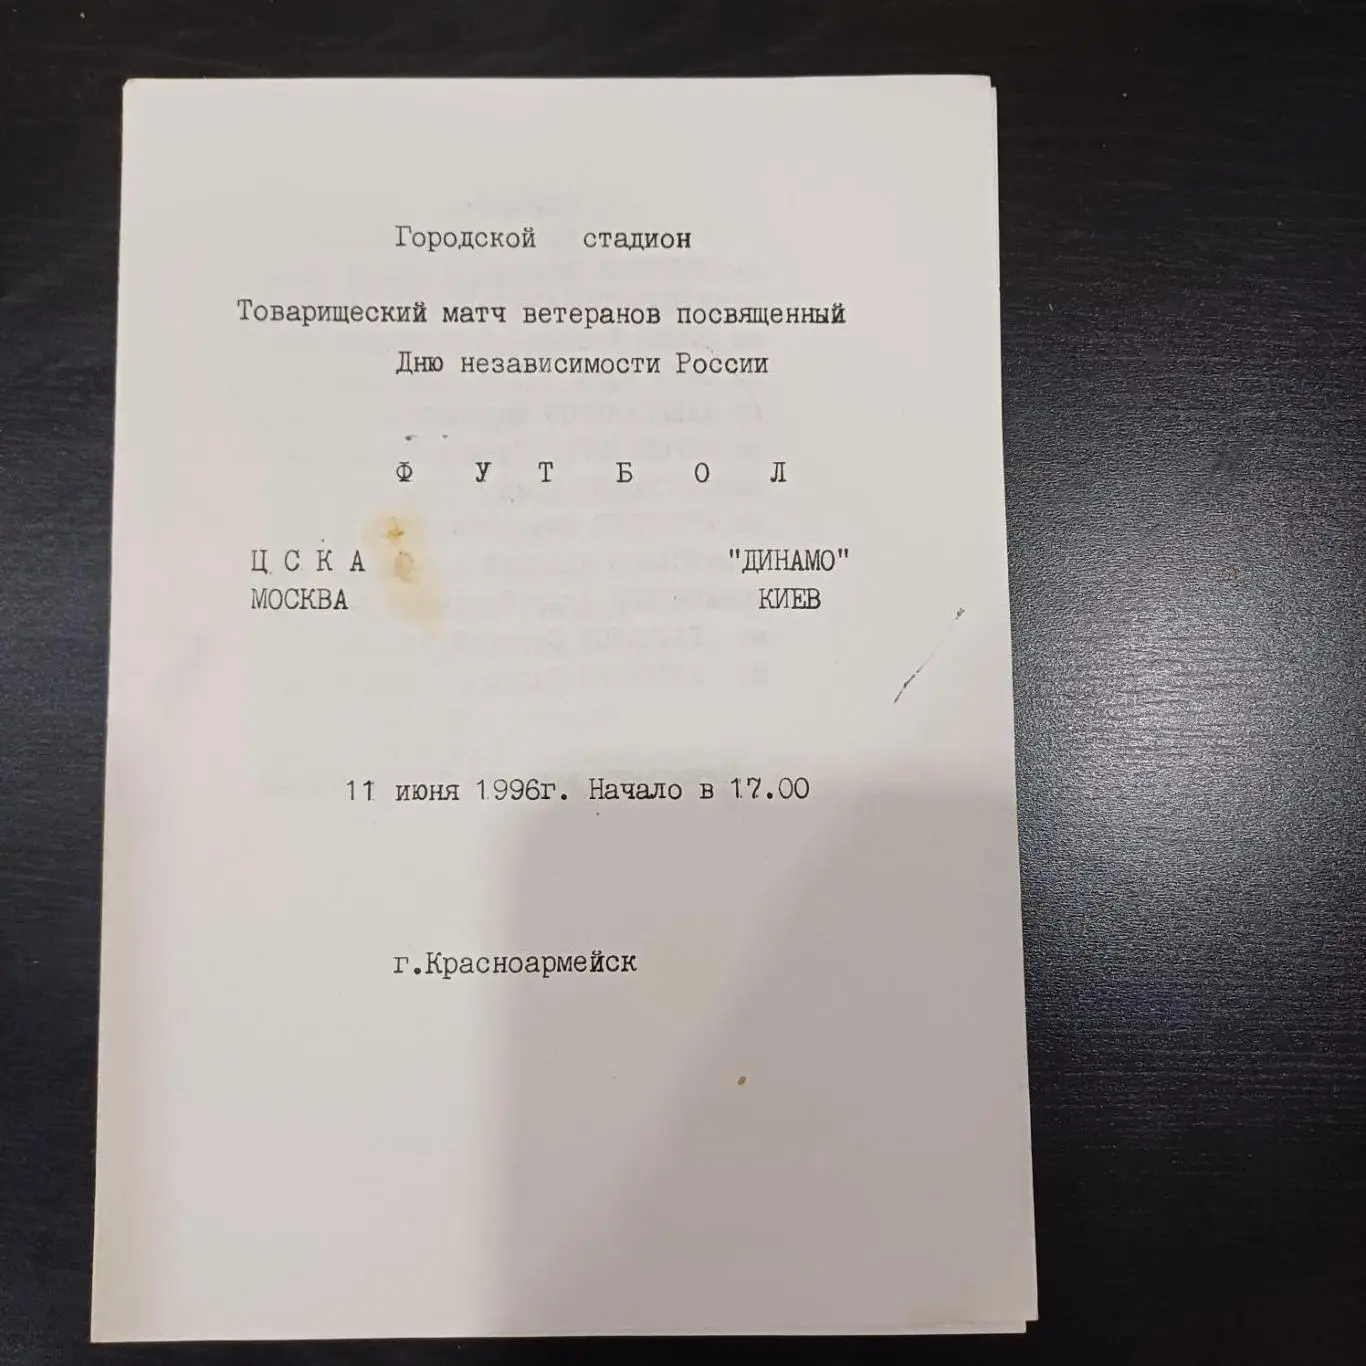 Городской стадион
Товарищеский матч ветеранов посвященный
Дню независимости России
Ф У Т Б О Л
Ц С К А "ДИНАМО"
МОСКВА КИЕВ
11 июня 1996г. Начало в 17.00
г.Красноармейск